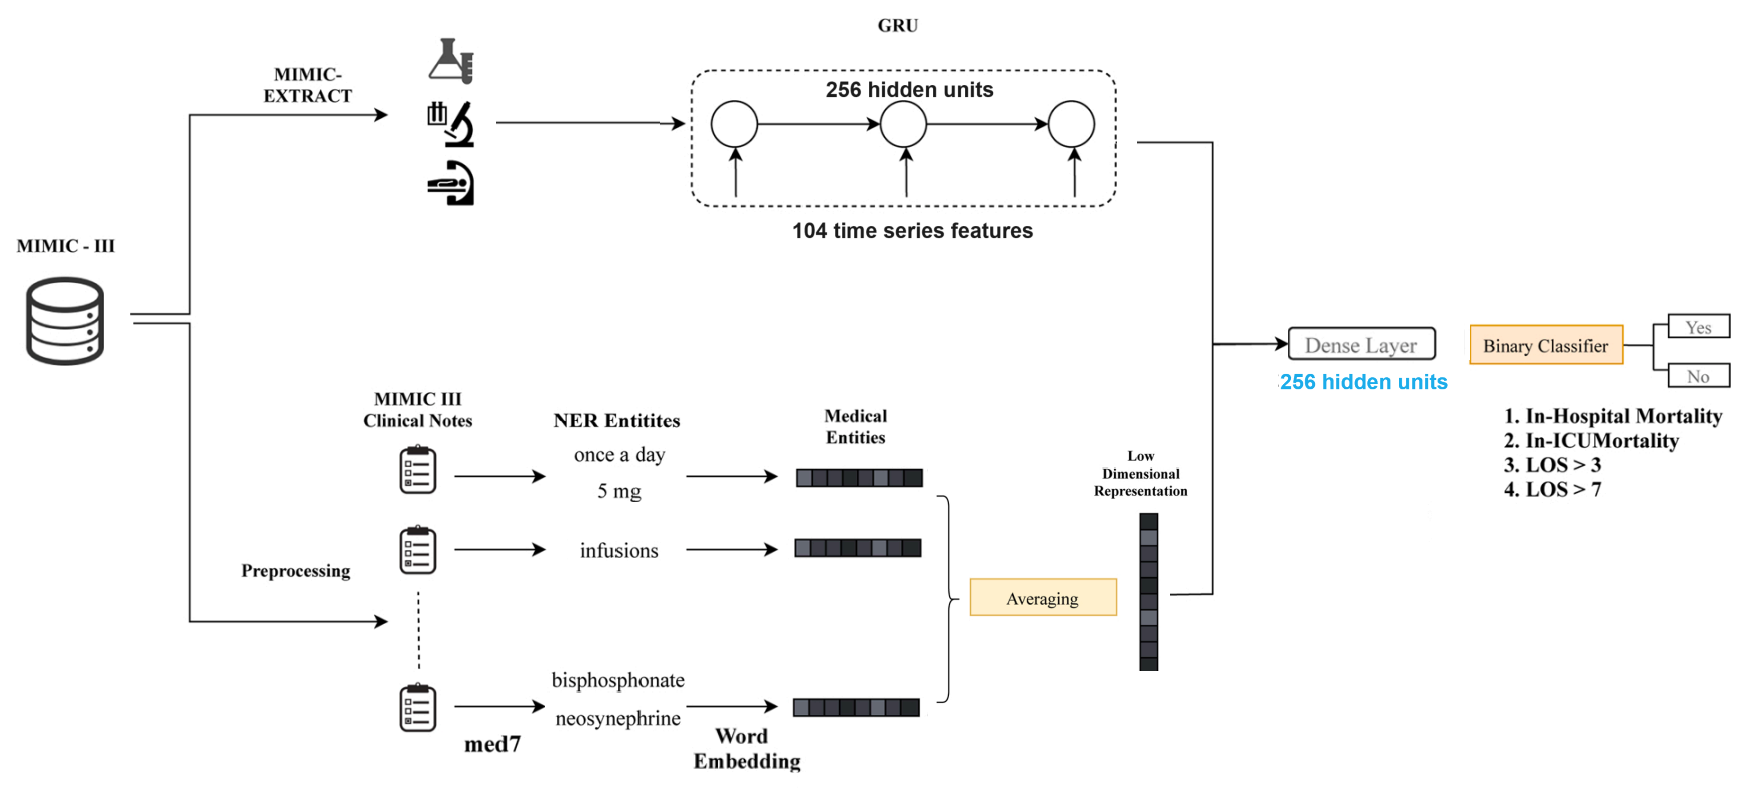 GRU
MIMIC-
EXTRACT
256 hidden units
104 time series features
MIMIC - III
Dense Layer
256 hidden units
Binary Classifier
Yes
No
1. In-Hospital Mortality
2. In-ICUMortality
3. LOS > 3
4. LOS > 7
MIMIC III
Clinical Notes
NER Entitites
Medical
Entities
once a day
5 mg
infusions
Low
Dimensional
Representation
Preprocessing
Averaging
bisphosphonate
neosynephrine
med7
Word
Embedding